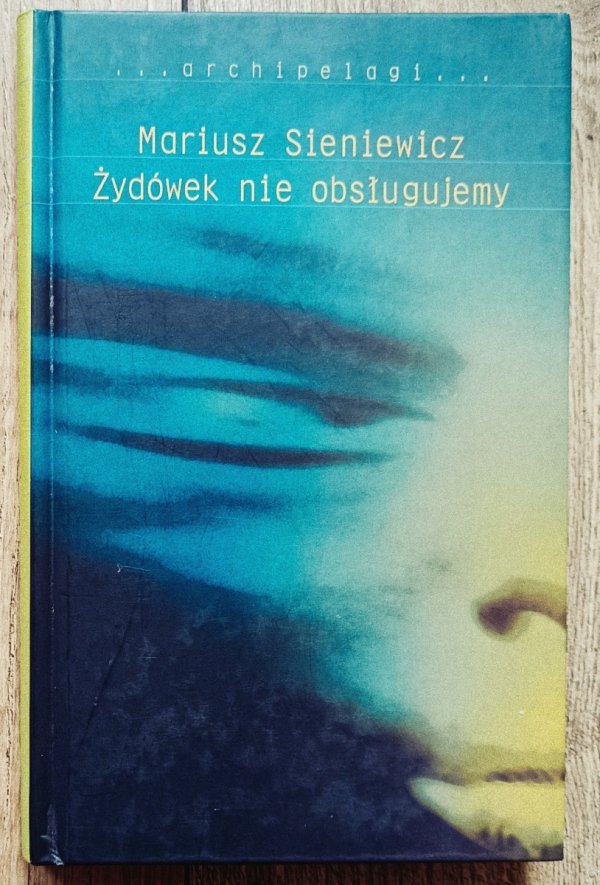 ...archipelagi...
Mariusz Sieniewicz
Żydówek nie obsługujemy